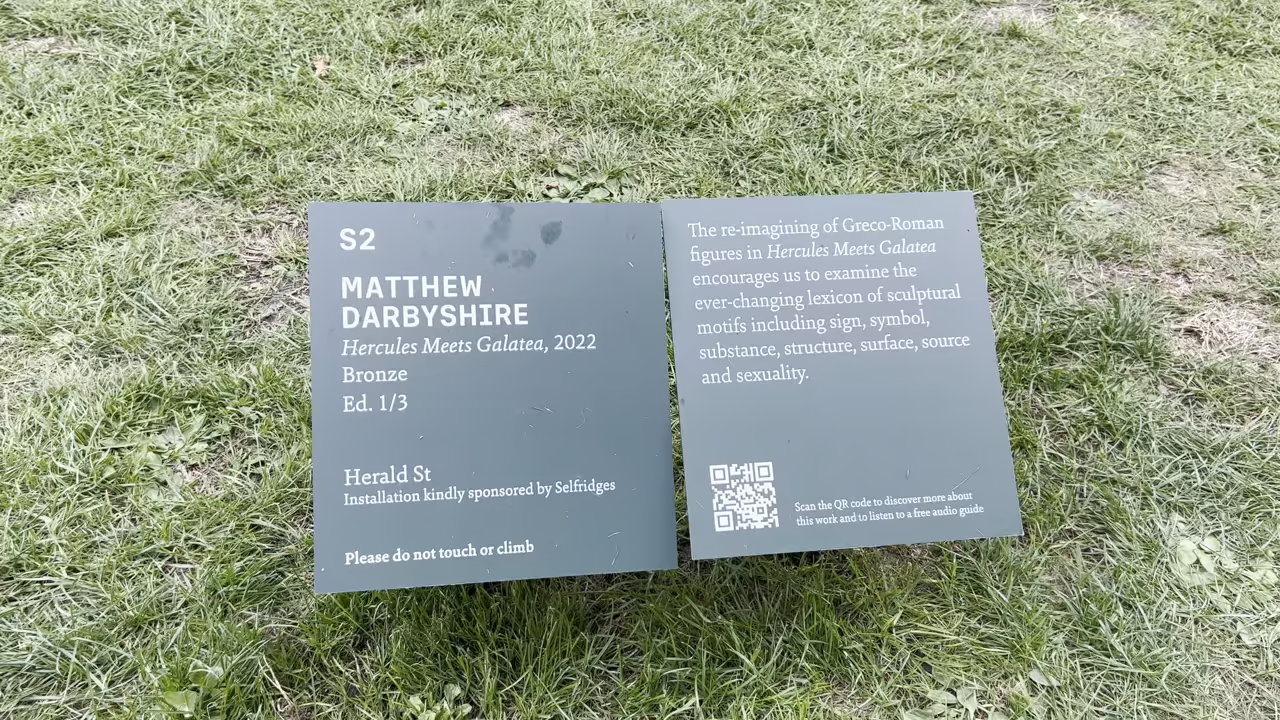 S2
MATTHEW
DARBYSHIRE
Hercules Meets Galatea, 2022
Bronze
Ed. 1/3
Herald St
Installation kindly sponsored by Selfridges
Please do not touch or climb
The re-imagining of Greco-Roman
figures in Hercules Meets Galatea
encourages us to examine the
ever-changing lexicon of sculptural
motifs including sign, symbol,
substance, structure, surface, source
and sexuality.
Scan the QR code to discover more about
this work and to listen to a free audio guide